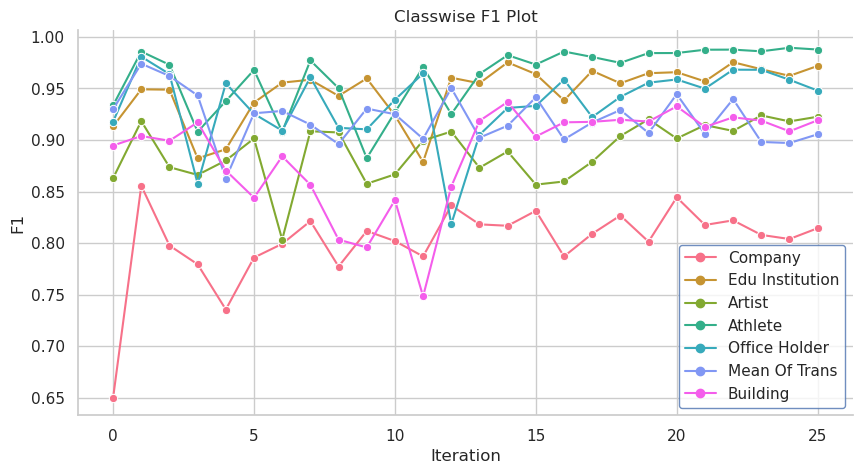 Classwise F1 Plot
F1
1.00
0.95
0.90
0.85
0.80
0.75
0.70
0.65
0
5
10
15
20
25
Iteration
Company
Edu Institution
Artist
Athlete
Office Holder
Mean Of Trans
Building